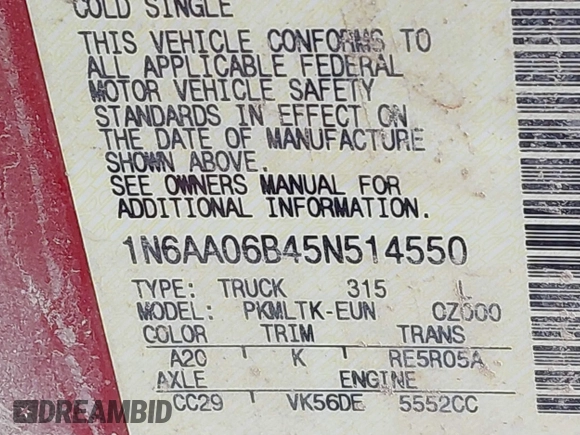 COLD SINGLE
THIS VEHICLE CONFORMS TO
ALL APPLICABLE FEDERAL
MOTOR VEHICLE SAFETY
STANDARDS IN EFFECT ON
THE DATE OF MANUFACTURE
SHOWN ABOVE.
SEE OWNERS MANUAL FOR
ADDITIONAL INFORMATION.
1N6AA06B45N514550
TYPE: TRUCK 315 L
MODEL: PKMLTK-EUN 0Z000
COLOR TRIM TRANS
A20 K RE5R05A
AXLE ENGINE
CC29 VK56DE 5552CC
DREAMBID